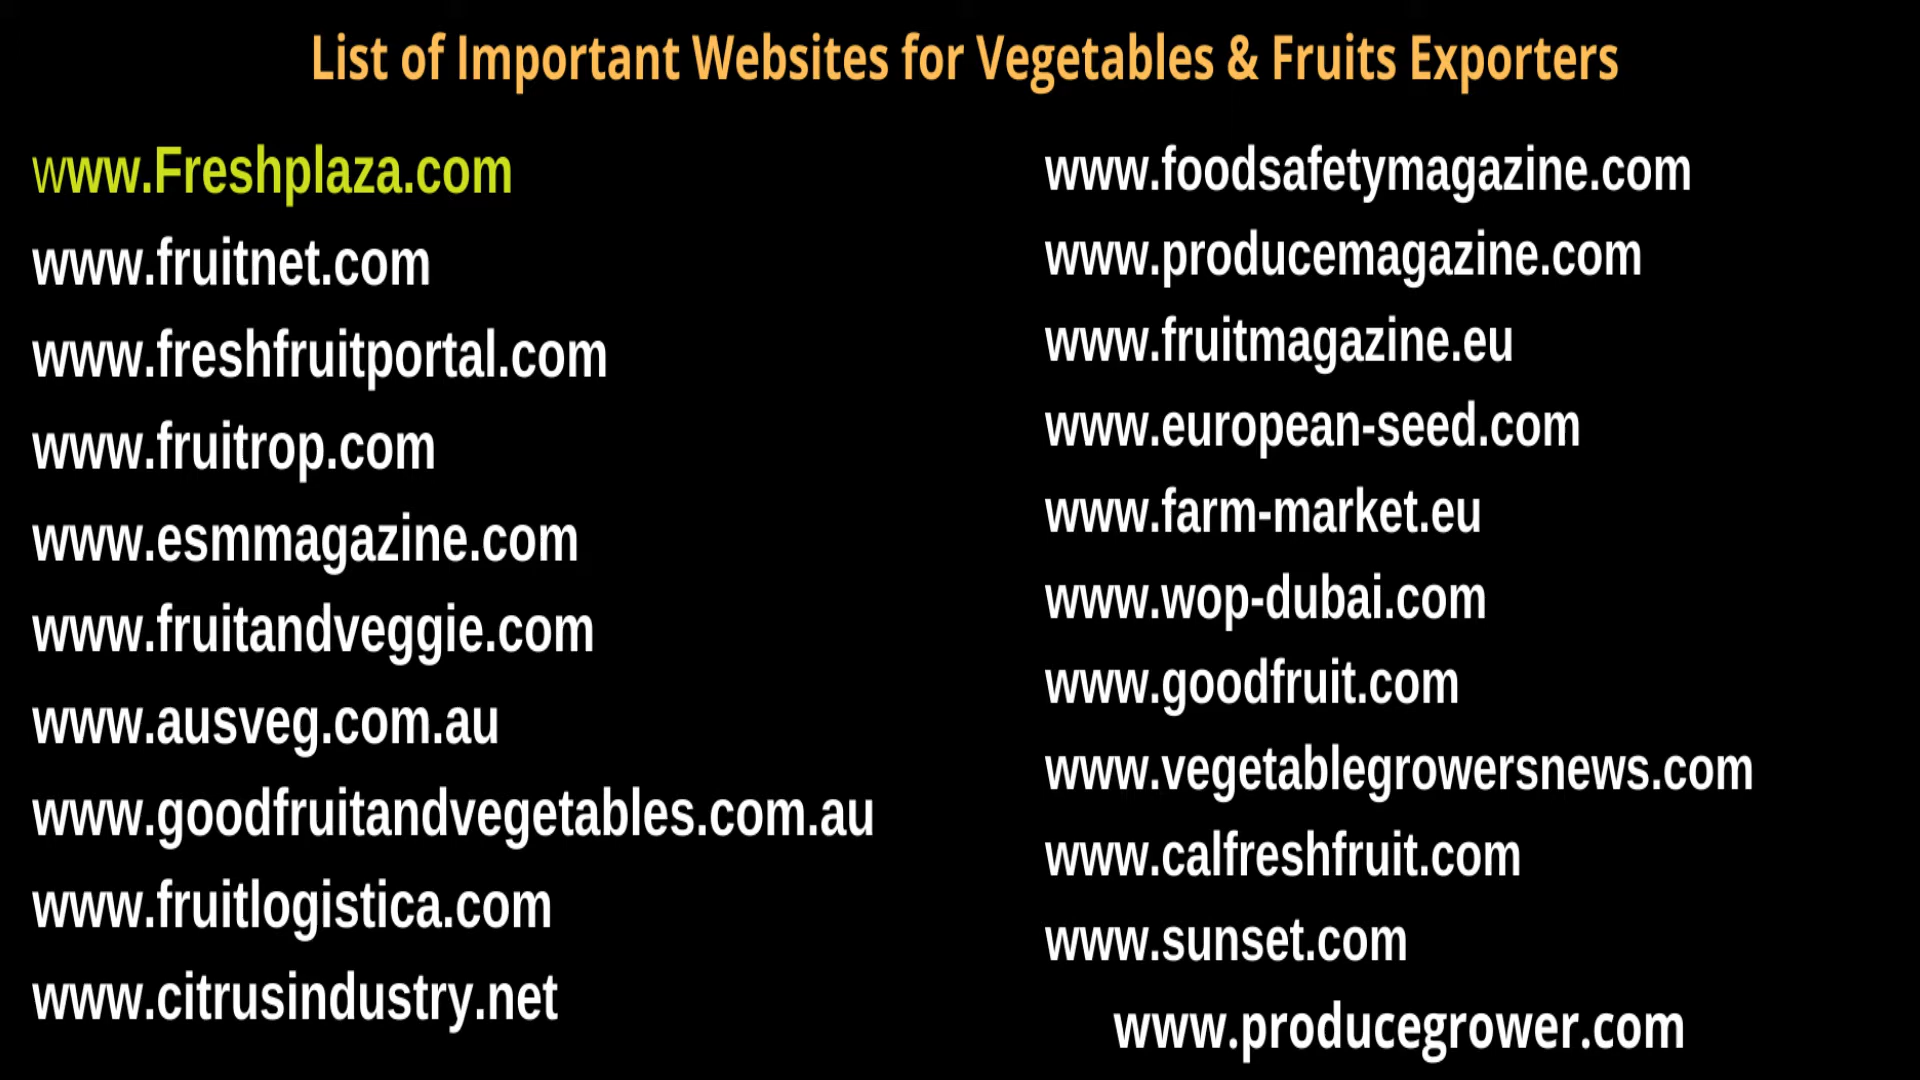 List of Important Websites for Vegetables & Fruits Exporters
www.Freshplaza.com
www.fruitnet.com
www.freshfruitportal.com
www.fruitrop.com
www.esmmagazine.com
www.fruitandveggie.com
www.ausveg.com.au
www.goodfruitandvegetables.com.au
www.fruitlogistica.com
www.citrusindustry.net
www.foodsafetymagazine.com
www.producemagazine.com
www.fruitmagazine.eu
www.european-seed.com
www.farm-market.eu
www.wop-dubai.com
www.goodfruit.com
www.vegetablegrowersnews.com
www.calfreshfruit.com
www.sunset.com
www.producegrower.com